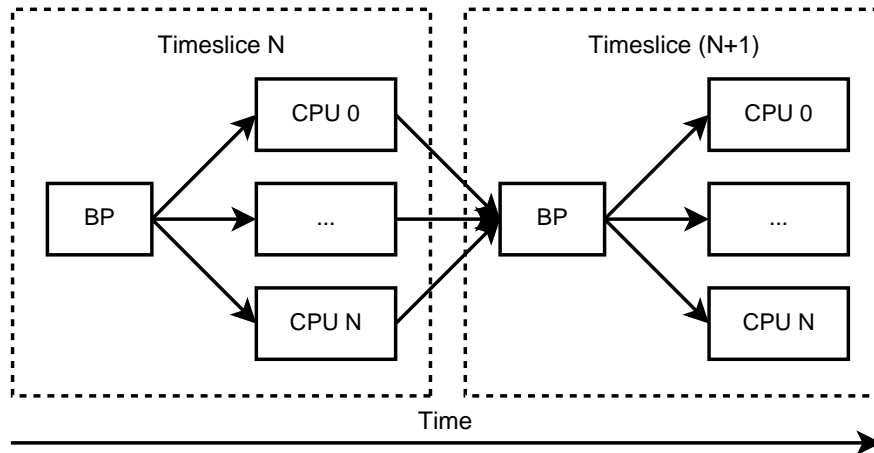 Timeslice N
Timeslice (N+1)
CPU 0
CPU 0
BP
...
BP
...
CPU N
CPU N
Time